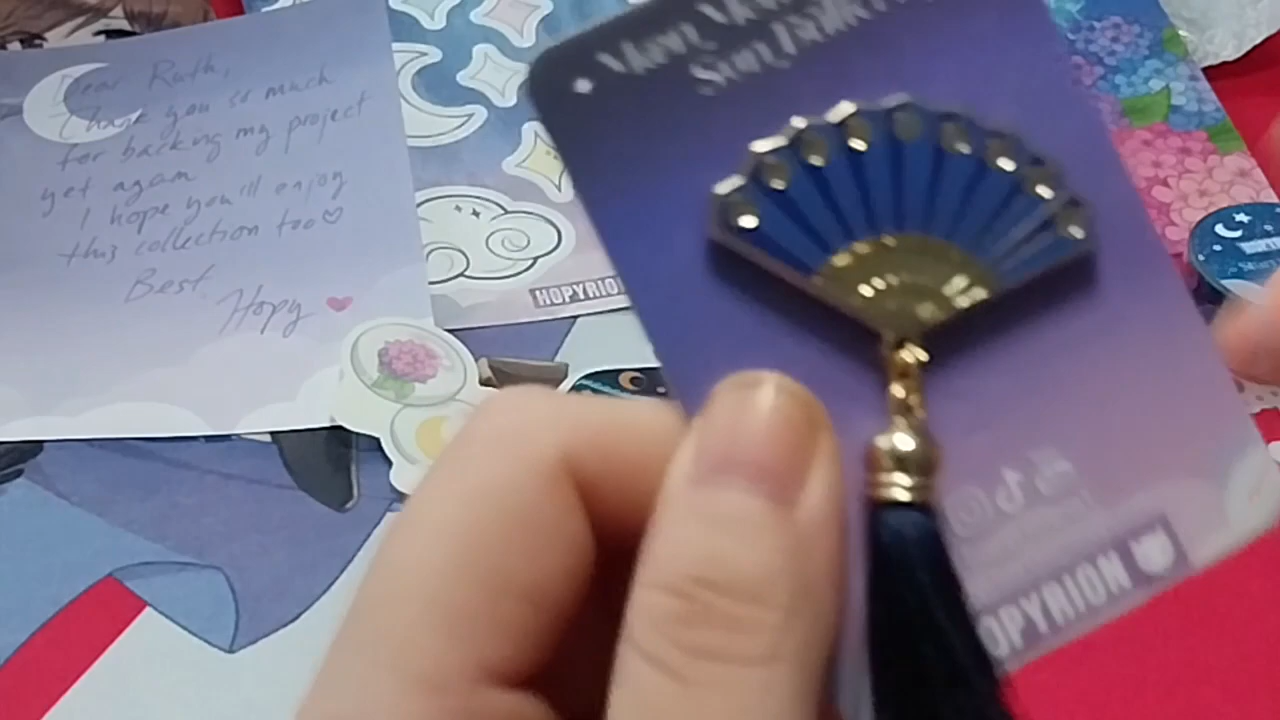 Dear Ruth,
Thank you so much
for backing my project
yet again
I hope you'll enjoy
this collection too♡
Best,
Hopy
HOPYRIO
OPYRION